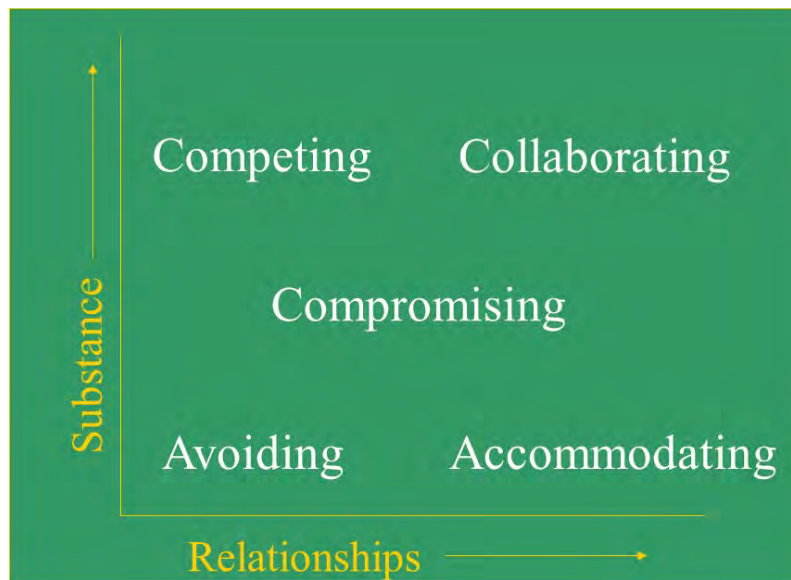 Competing Collaborating
Substance
Compromising
Avoiding Accommodating
Relationships